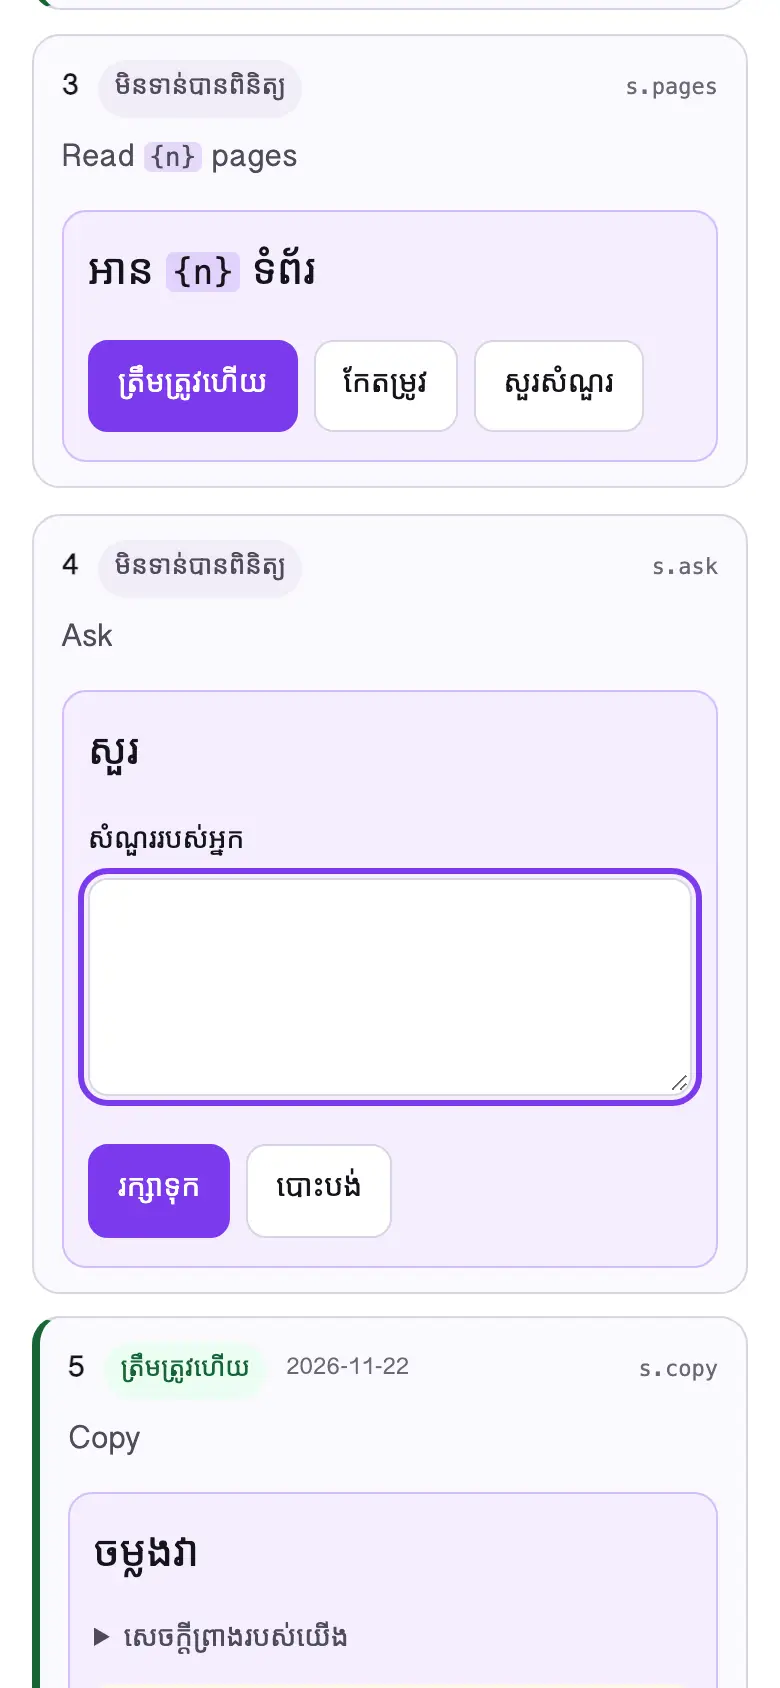 3 មិនទាន់បានពិនិត្យ s.pages
Read {n} pages
អាន {n} ទំព័រ
ត្រឹមត្រូវហើយ កែតម្រូវ សួរសំណួរ
4 មិនទាន់បានពិនិត្យ s.ask
Ask
សួរ
សំណួររបស់អ្នក
រក្សាទុក បោះបង់
5 ត្រឹមត្រូវហើយ 2026-11-22 s.copy
Copy
ចម្លងវា
សេចក្តីព្រាងរបស់យើង